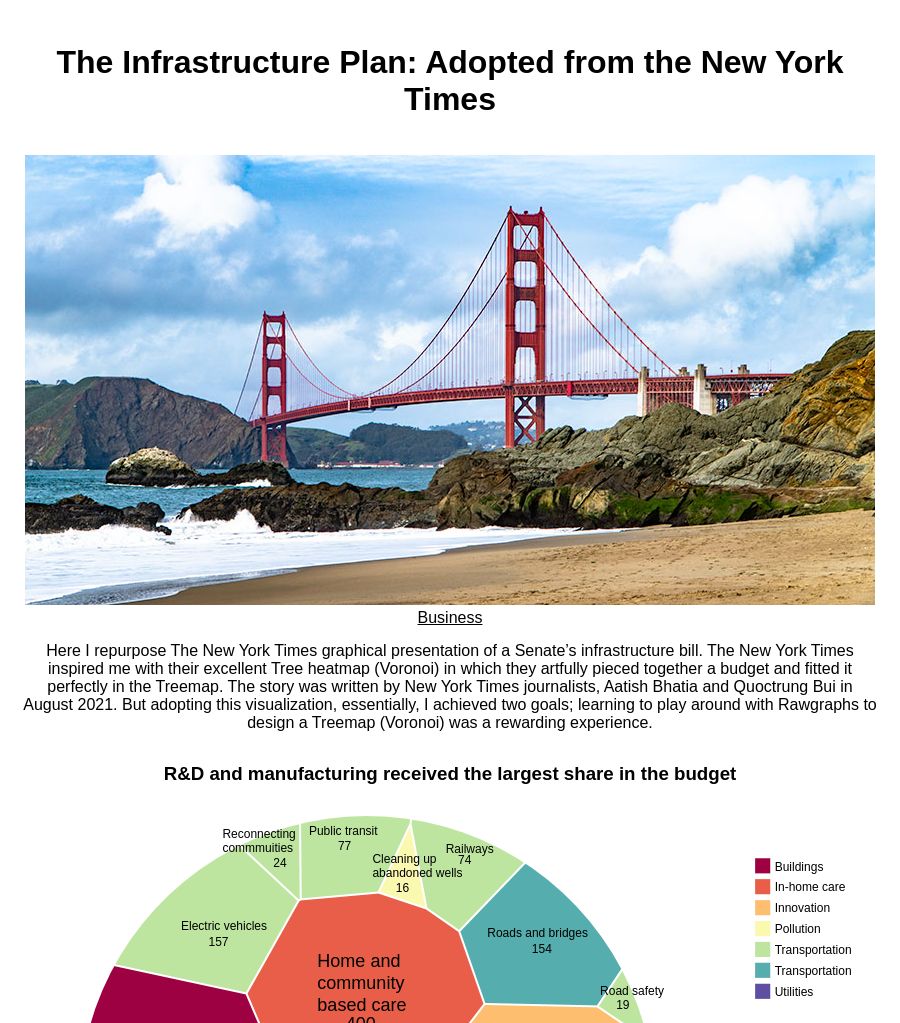 The Infrastructure Plan: Adopted from the New York
Times
Business
Here I repurpose The New York Times graphical presentation of a Senate’s infrastructure bill. The New York Times
inspired me with their excellent Tree heatmap (Voronoi) in which they artfully pieced together a budget and fitted it
perfectly in the Treemap. The story was written by New York Times journalists, Aatish Bhatia and Quoctrung Bui in
August 2021. But adopting this visualization, essentially, I achieved two goals; learning to play around with Rawgraphs to
design a Treemap (Voronoi) was a rewarding experience.
R&D and manufacturing received the largest share in the budget
Reconnecting
commmuities
24
Public transit
77
Cleaning up
abandoned wells
16
Railways
74
Electric vehicles
157
Roads and bridges
154
Road safety
19
Home and
community
based care
400
Buildings
In-home care
Innovation
Pollution
Transportation
Transportation
Utilities